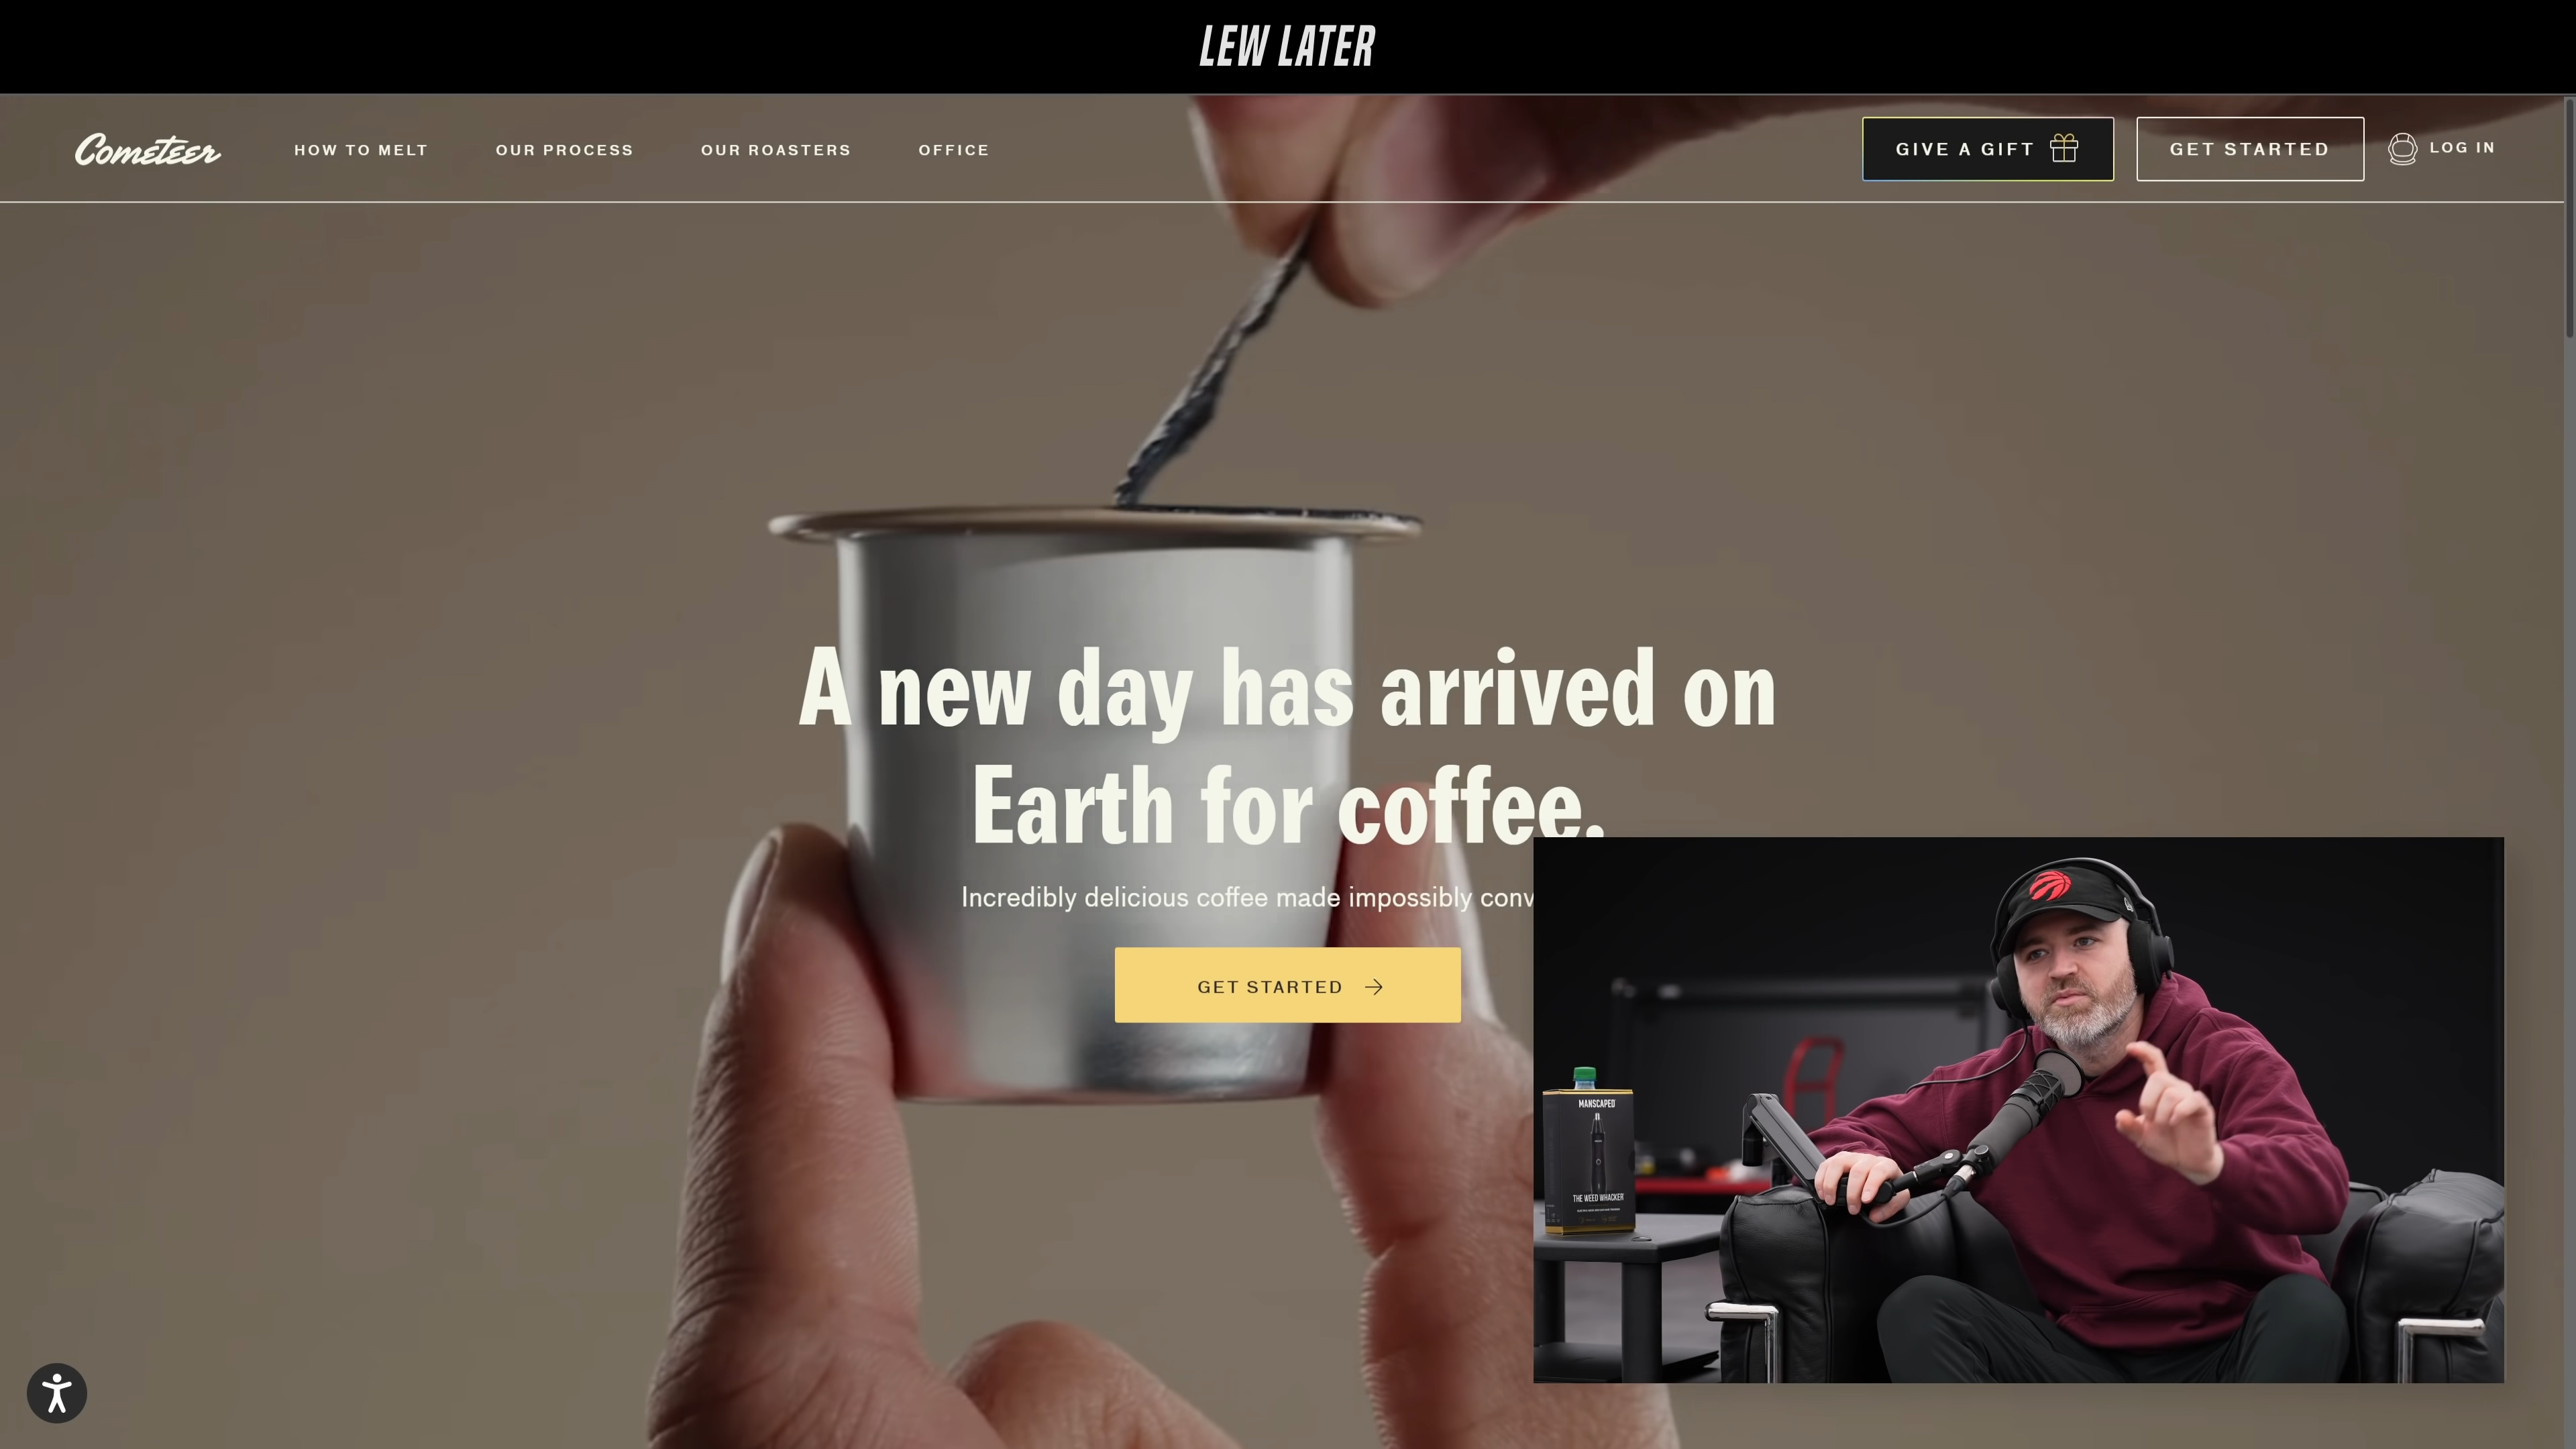 LEW LATER
Cometeer
HOW TO MELT
OUR PROCESS
OUR ROASTERS
OFFICE
GIVE A GIFT
GET STARTED
LOG IN
A new day has arrived on
Earth for coffee.
Incredibly delicious coffee made impossibly conv
GET STARTED
MANSCAPED
THE WEED WHACKER